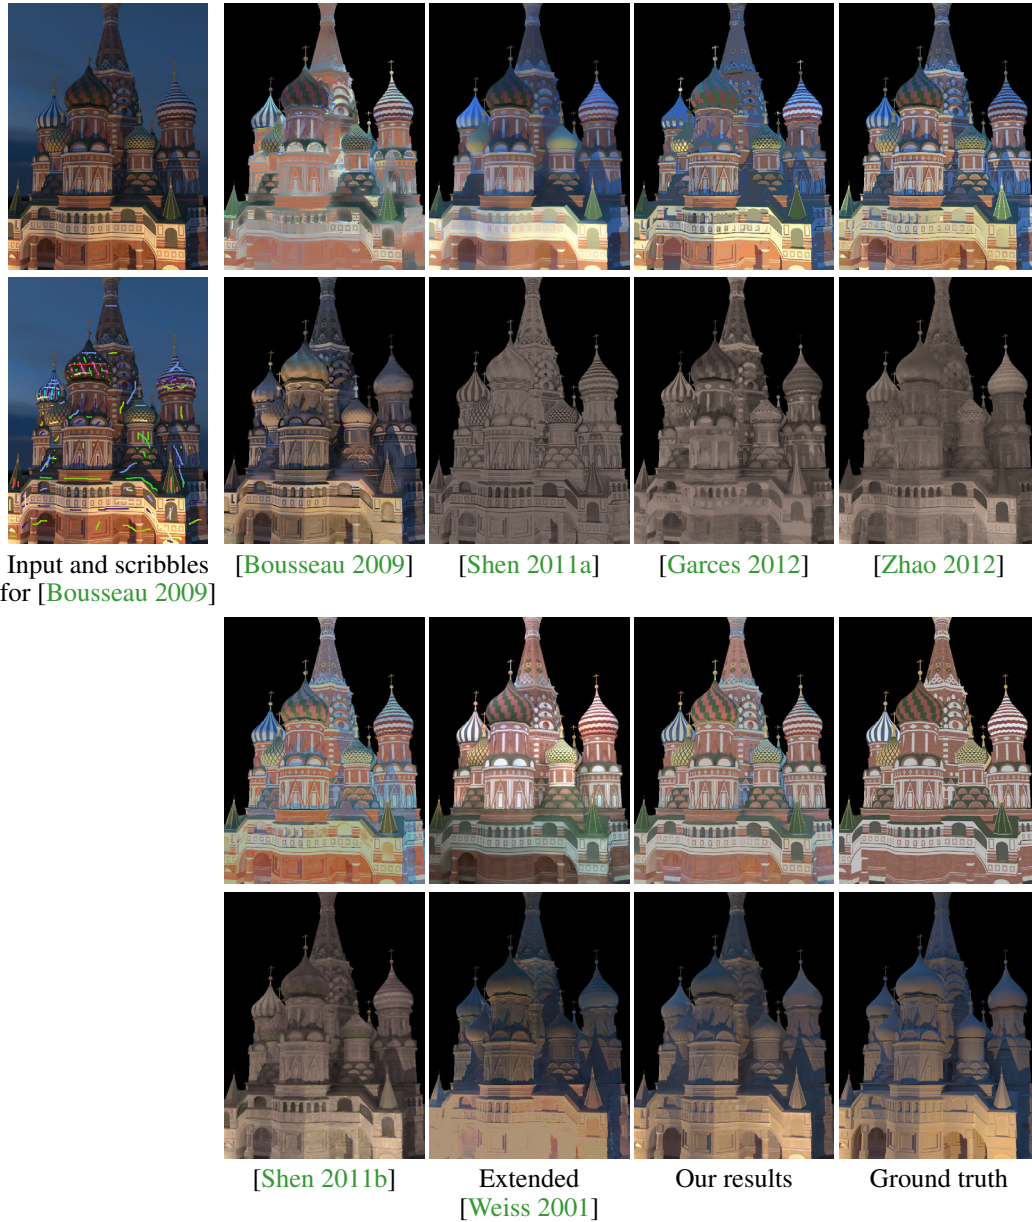 Input and scribbles
for [Bousseau 2009]
[Bousseau 2009]
[Shen 2011a]
[Garces 2012]
[Zhao 2012]
[Shen 2011b]
Extended
[Weiss 2001]
Our results
Ground truth